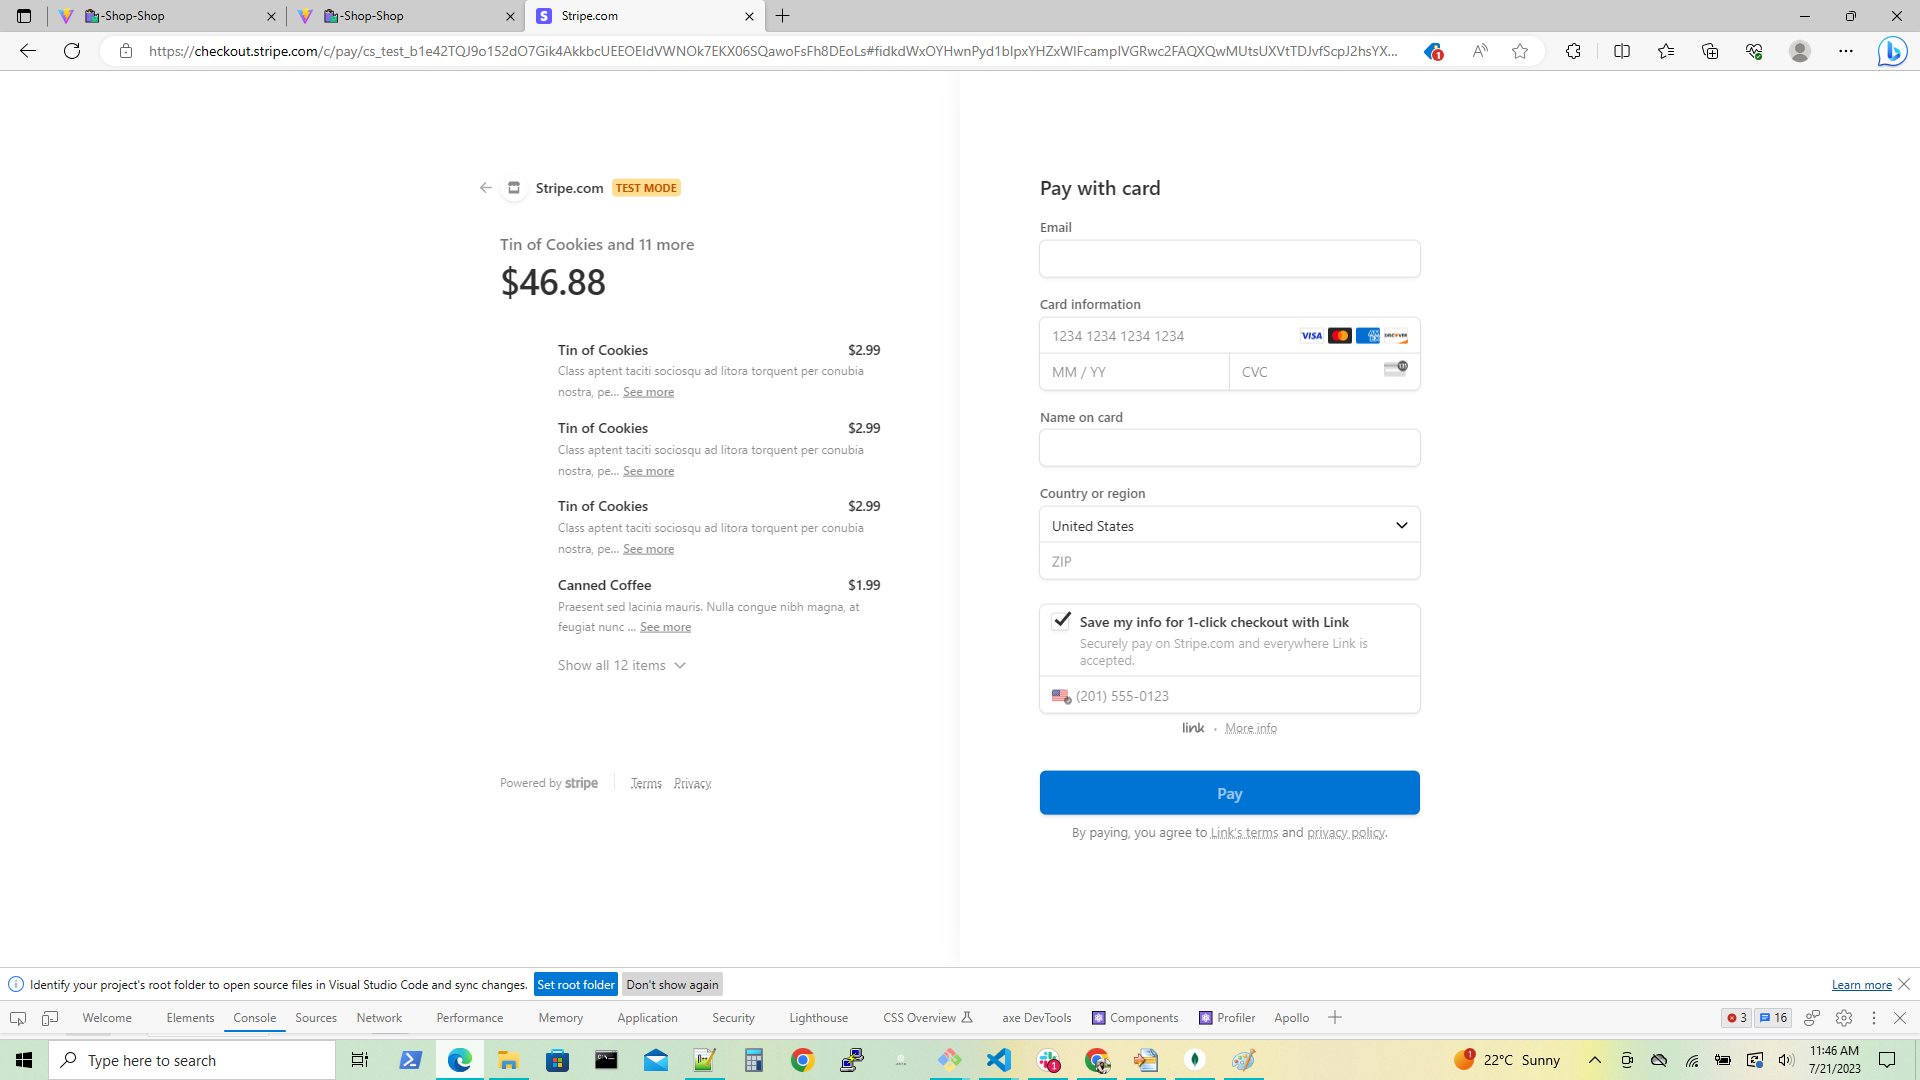 -Shop-Shop
-Shop-Shop
Stripe.com
https://checkout.stripe.com/c/pay/cs_test_b1e42TQJ9o152dO7Gik4AkkbcUEEOEIdVWNOk7EKX06SQawoFsFh8DEoLs#fidkdWxOYHwnPyd1blpxYHZxWlFcampIVGRwc2FAQXQwMUtsUXVtTDJvfScpJ2hsYX...
1
Stripe.com TEST MODE
Tin of Cookies and 11 more
$46.88
Tin of Cookies $2.99
Class aptent taciti sociosqu ad litora torquent per conubia
nostra, pe... See more
Tin of Cookies $2.99
Class aptent taciti sociosqu ad litora torquent per conubia
nostra, pe... See more
Tin of Cookies $2.99
Class aptent taciti sociosqu ad litora torquent per conubia
nostra, pe... See more
Canned Coffee $1.99
Praesent sed lacinia mauris. Nulla congue nibh magna, at
feugiat nunc ... See more
Show all 12 items
Powered by stripe Terms Privacy
Pay with card
Email
Card information
1234 1234 1234 1234 VISA AM EX DISCOVER
MM / YY CVC
Name on card
Country or region
United States
ZIP
Save my info for 1-click checkout with Link
Securely pay on Stripe.com and everywhere Link is
accepted.
(201) 555-0123
link · More info
Pay
By paying, you agree to Link's terms and privacy policy.
Identify your project's root folder to open source files in Visual Studio Code and sync changes. Set root folder Don't show again Learn more
Welcome Elements Console Sources Network Performance Memory Application Security Lighthouse CSS Overview axe DevTools Components Profiler Apollo 3 16
Type here to search 1 1 22°C Sunny 11:46 AM
7/21/2023